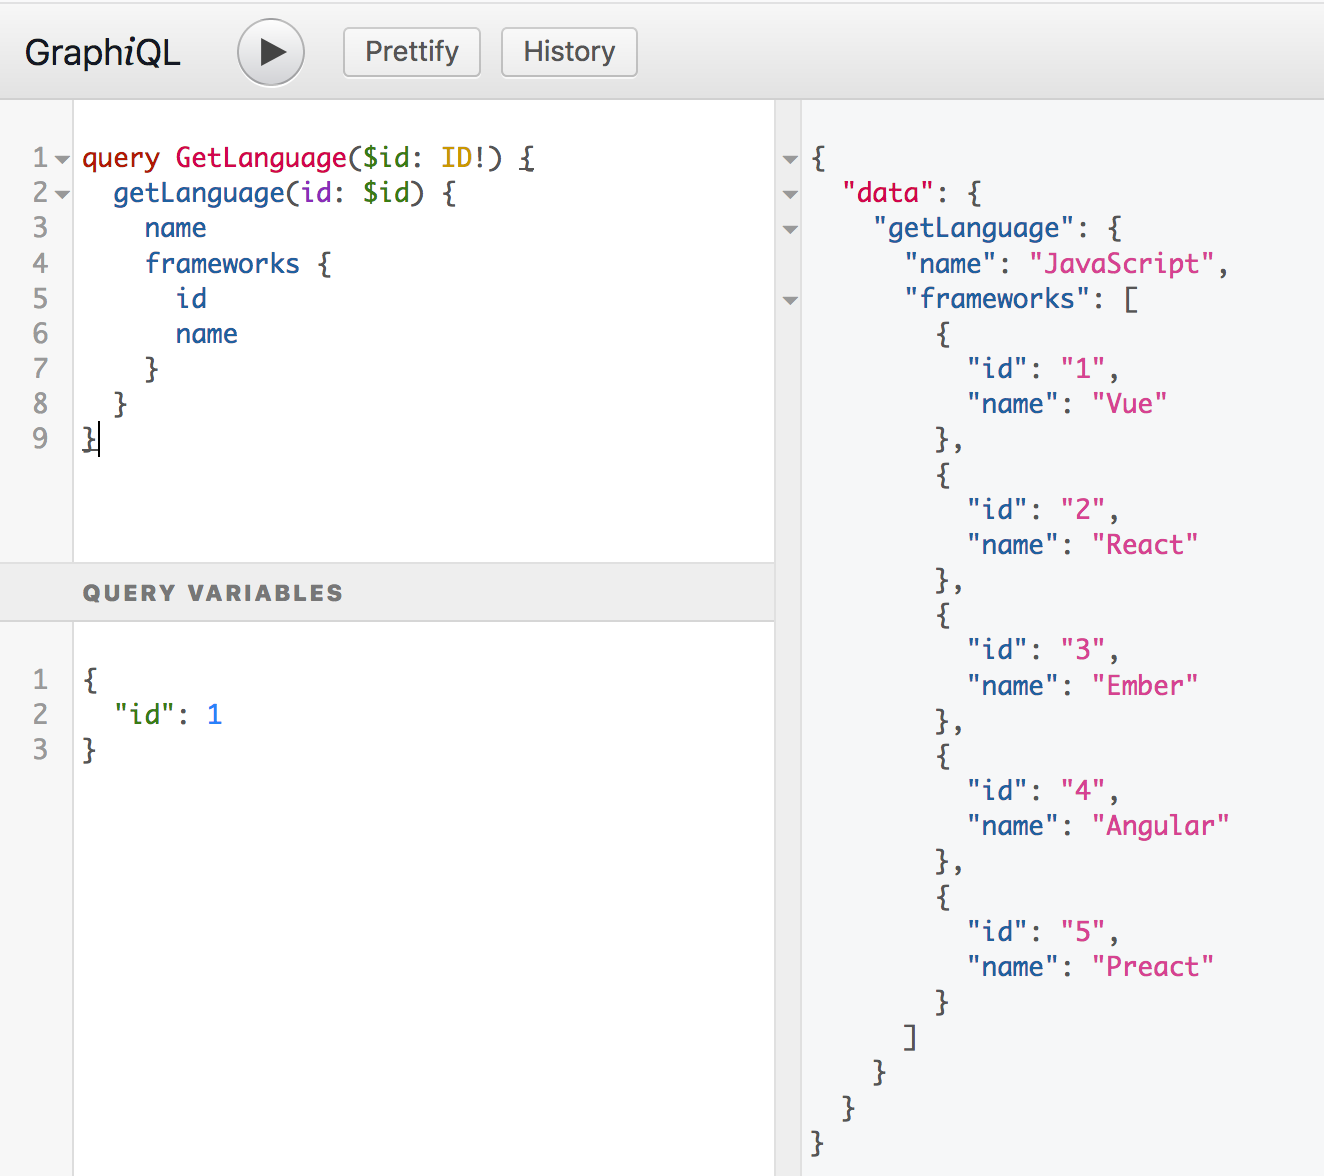 GraphiQL Prettify History
1 query GetLanguage($id: ID!) {
2   getLanguage(id: $id) {
3     name
4     frameworks {
5       id
6       name
7     }
8   }
9 }
QUERY VARIABLES
1 {
2   "id": 1
3 }
{
  "data": {
    "getLanguage": {
      "name": "JavaScript",
      "frameworks": [
        {
          "id": "1",
          "name": "Vue"
        },
        {
          "id": "2",
          "name": "React"
        },
        {
          "id": "3",
          "name": "Ember"
        },
        {
          "id": "4",
          "name": "Angular"
        },
        {
          "id": "5",
          "name": "Preact"
        }
      ]
    }
  }
}